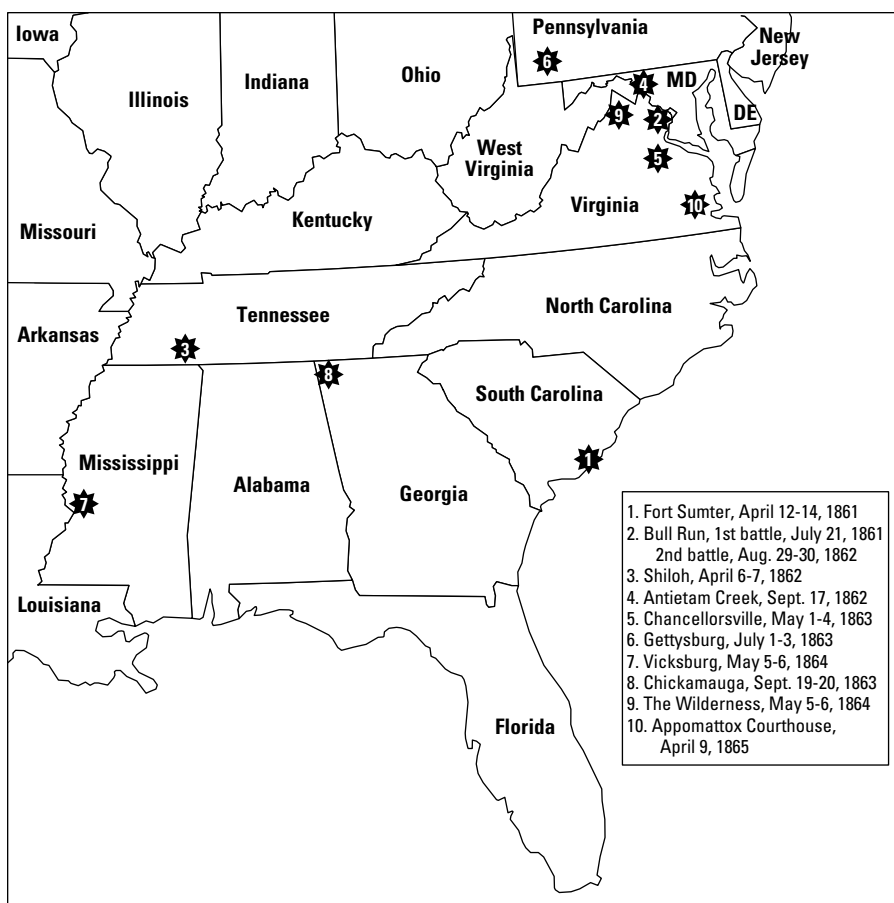 Iowa
Illinois
Indiana
Ohio
Pennsylvania
New
Jersey
6
4
MD
DE
9
2
5
West
Virginia
10
Virginia
Missouri
Kentucky
Arkansas
Tennessee
3
North Carolina
8
South Carolina
1
Mississippi
7
Alabama
Georgia
Louisiana
Florida
1. Fort Sumter, April 12-14, 1861
2. Bull Run, 1st battle, July 21, 1861
2nd battle, Aug. 29-30, 1862
3. Shiloh, April 6-7, 1862
4. Antietam Creek, Sept. 17, 1862
5. Chancellorsville, May 1-4, 1863
6. Gettysburg, July 1-3, 1863
7. Vicksburg, May 5-6, 1864
8. Chickamauga, Sept. 19-20, 1863
9. The Wilderness, May 5-6, 1864
10. Appomattox Courthouse,
April 9, 1865